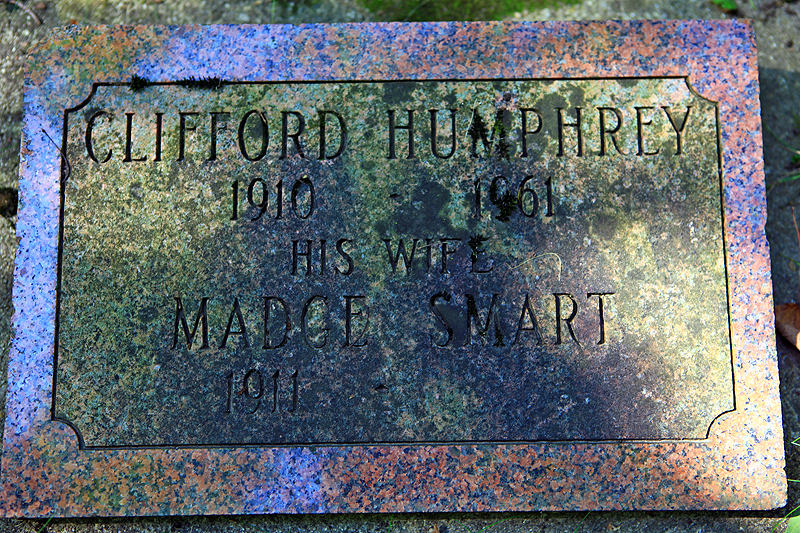 CLIFFORD HUMPHREY
1910 - 1961
HIS WIFE
MADGE SMART
1911 -